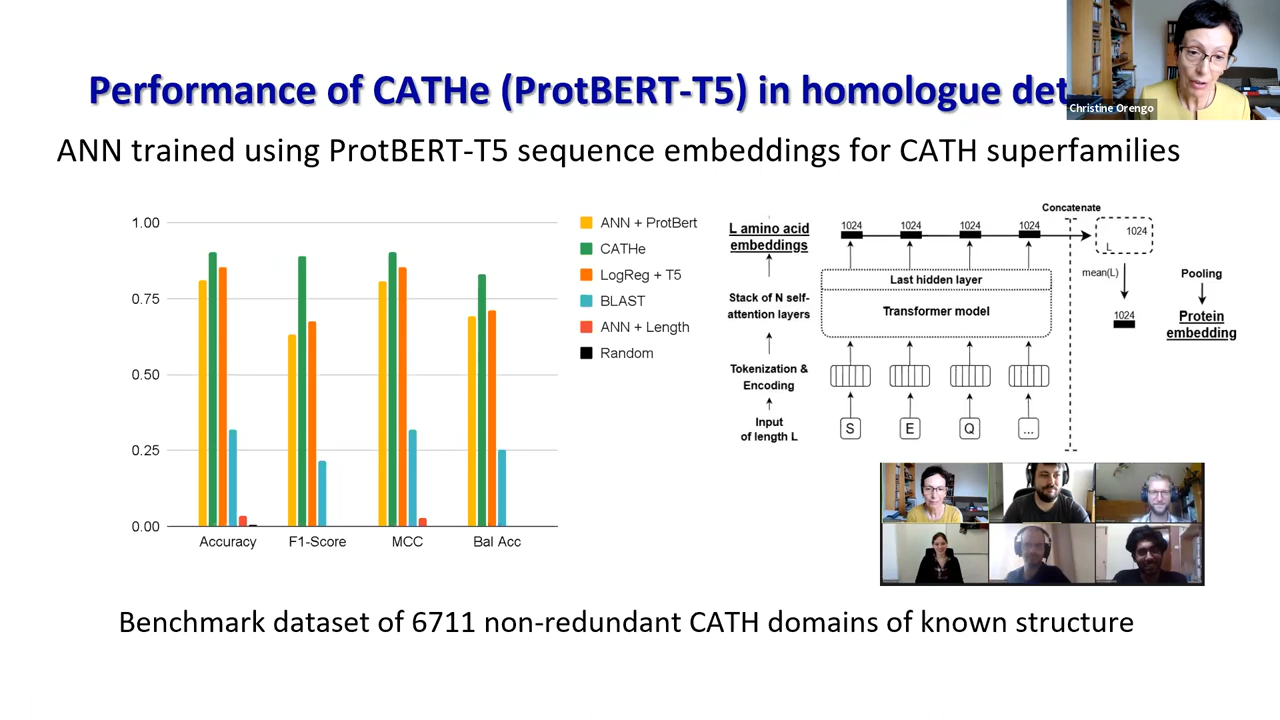 Performance of CATHe (ProtBERT-T5) in homologue det
Christine Orengo
ANN trained using ProtBERT-T5 sequence embeddings for CATH superfamilies
1.00
0.75
0.50
0.25
0.00
Accuracy
F1-Score
MCC
Bal Acc
ANN + ProtBert
CATHe
LogReg + T5
BLAST
ANN + Length
Random
L amino acid
embeddings
Stack of N self-
attention layers
Tokenization &
Encoding
Input
of length L
1024 1024 1024 1024
Last hidden layer
Transformer model
S E Q ...
Concatenate
1024
L
mean(L)
1024
Pooling
Protein
embedding
Benchmark dataset of 6711 non-redundant CATH domains of known structure